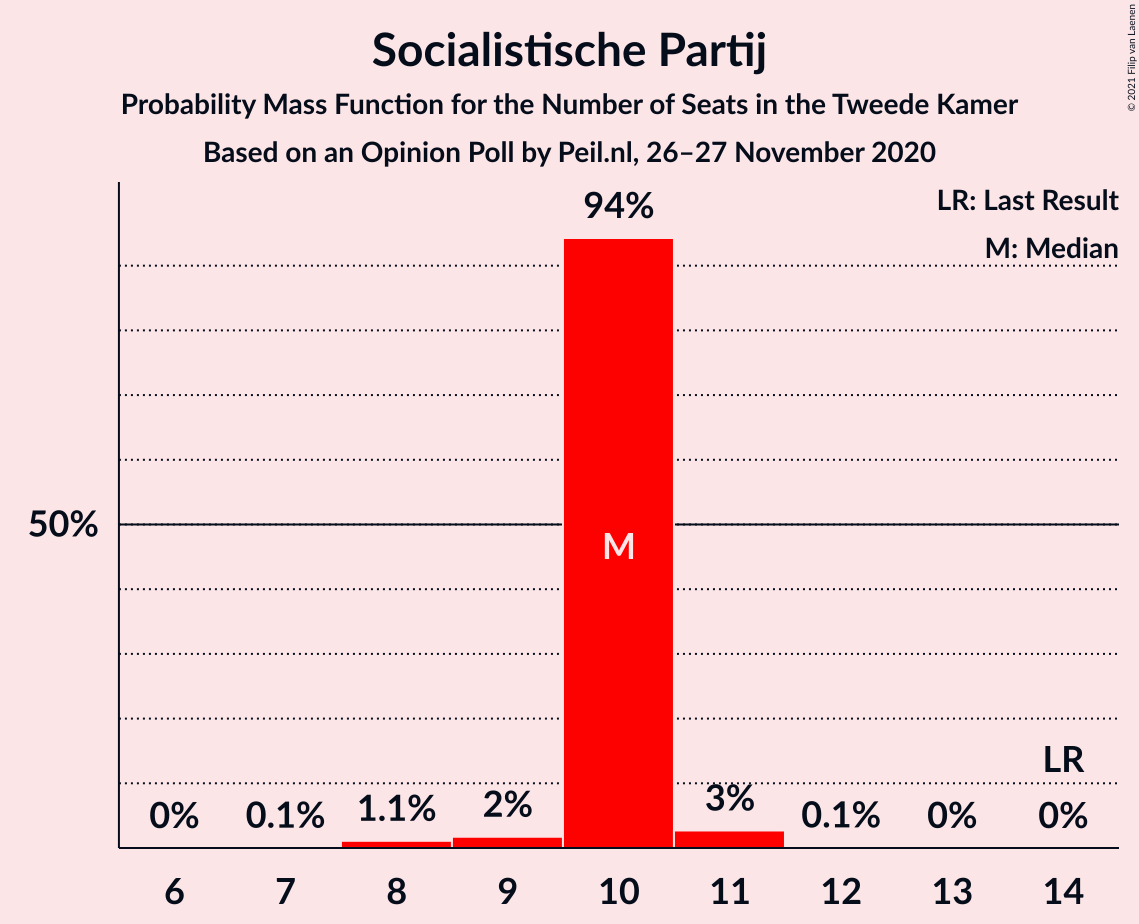 Socialistische Partij
Probability Mass Function for the Number of Seats in the Tweede Kamer
Based on an Opinion Poll by Peil.nl, 26–27 November 2020
© 2021 Filip van Laenen
LR: Last Result
M: Median
94%
50%
M
LR
0% 0.1% 1.1% 2% 3% 0.1% 0% 0%
6 7 8 9 10 11 12 13 14